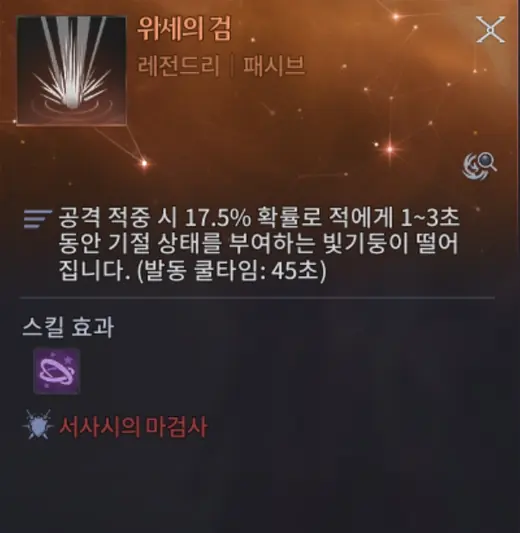 위세의 검
레전드리 | 패시브
공격 적중 시 17.5% 확률로 적에게 1~3초
동안 기절 상태를 부여하는 빛기둥이 떨어
집니다. (발동 쿨타임: 45초)
스킬 효과
서사시의 마검사